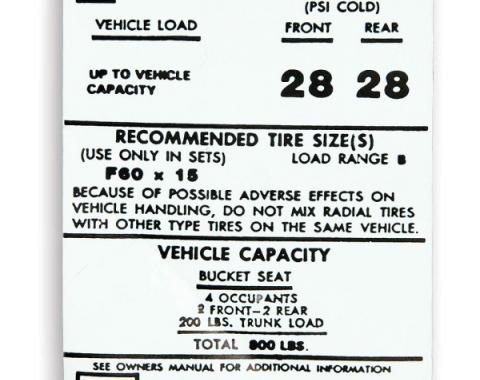 (PSI COLD)
VEHICLE LOAD FRONT REAR
UP TO VEHICLE
CAPACITY 28 28
RECOMMENDED TIRE SIZE(S)
(USE ONLY IN SETS) LOAD RANGE B
F60 x 15
BECAUSE OF POSSIBLE ADVERSE EFFECTS ON
VEHICLE HANDLING, DO NOT MIX RADIAL TIRES
WITH OTHER TYPE TIRES ON THE SAME VEHICLE.
VEHICLE CAPACITY
BUCKET SEAT
4 OCCUPANTS
2 FRONT-2 REAR
200 LBS. TRUNK LOAD
TOTAL 800 LBS.
SEE OWNERS MANUAL FOR ADDITIONAL INFORMATION